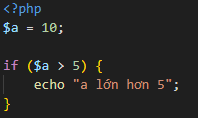 <?php
$a = 10;
if ($a > 5) {
    echo "a lớn hơn 5";
}